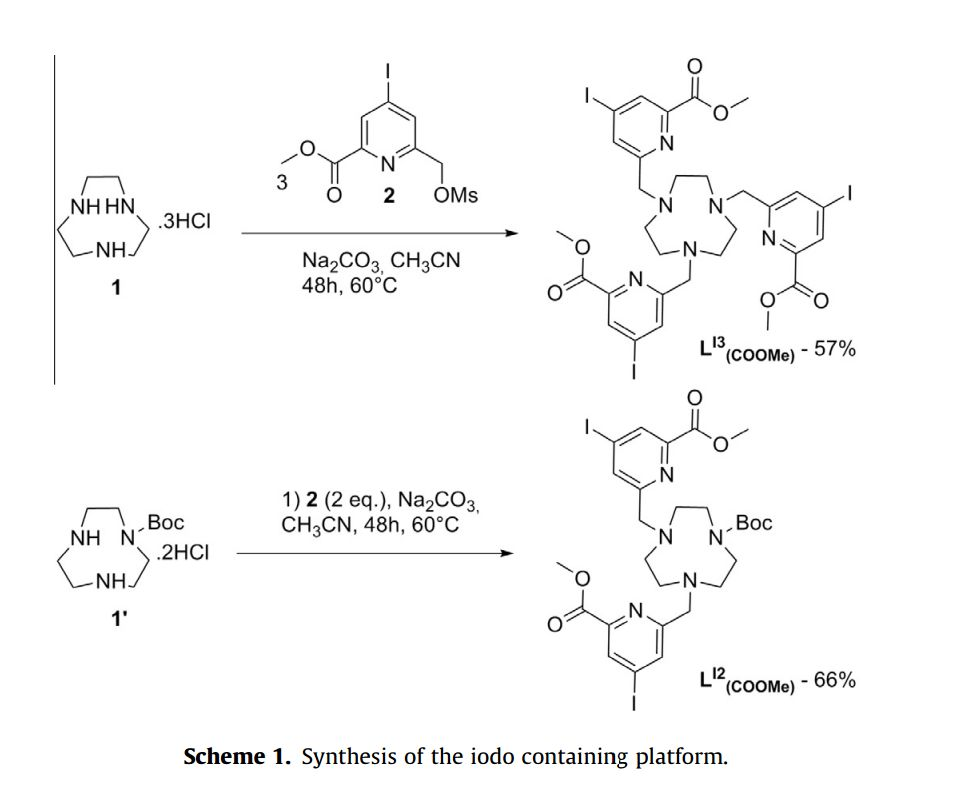 I
O
O
N
2
OMs
3
NH HN
NH
.3HCl
1
Na2CO3, CH3CN
48h, 60°C
I
O
O
N
N
N
N
I
N
O
O
O
O
N
I
L^I3(COOMe) - 57%
NH N
Boc
NH
.2HCl
1'
1) 2 (2 eq.), Na2CO3,
CH3CN, 48h, 60°C
I
O
O
N
N
N
Boc
N
O
O
N
I
L^I2(COOMe) - 66%
Scheme 1. Synthesis of the iodo containing platform.